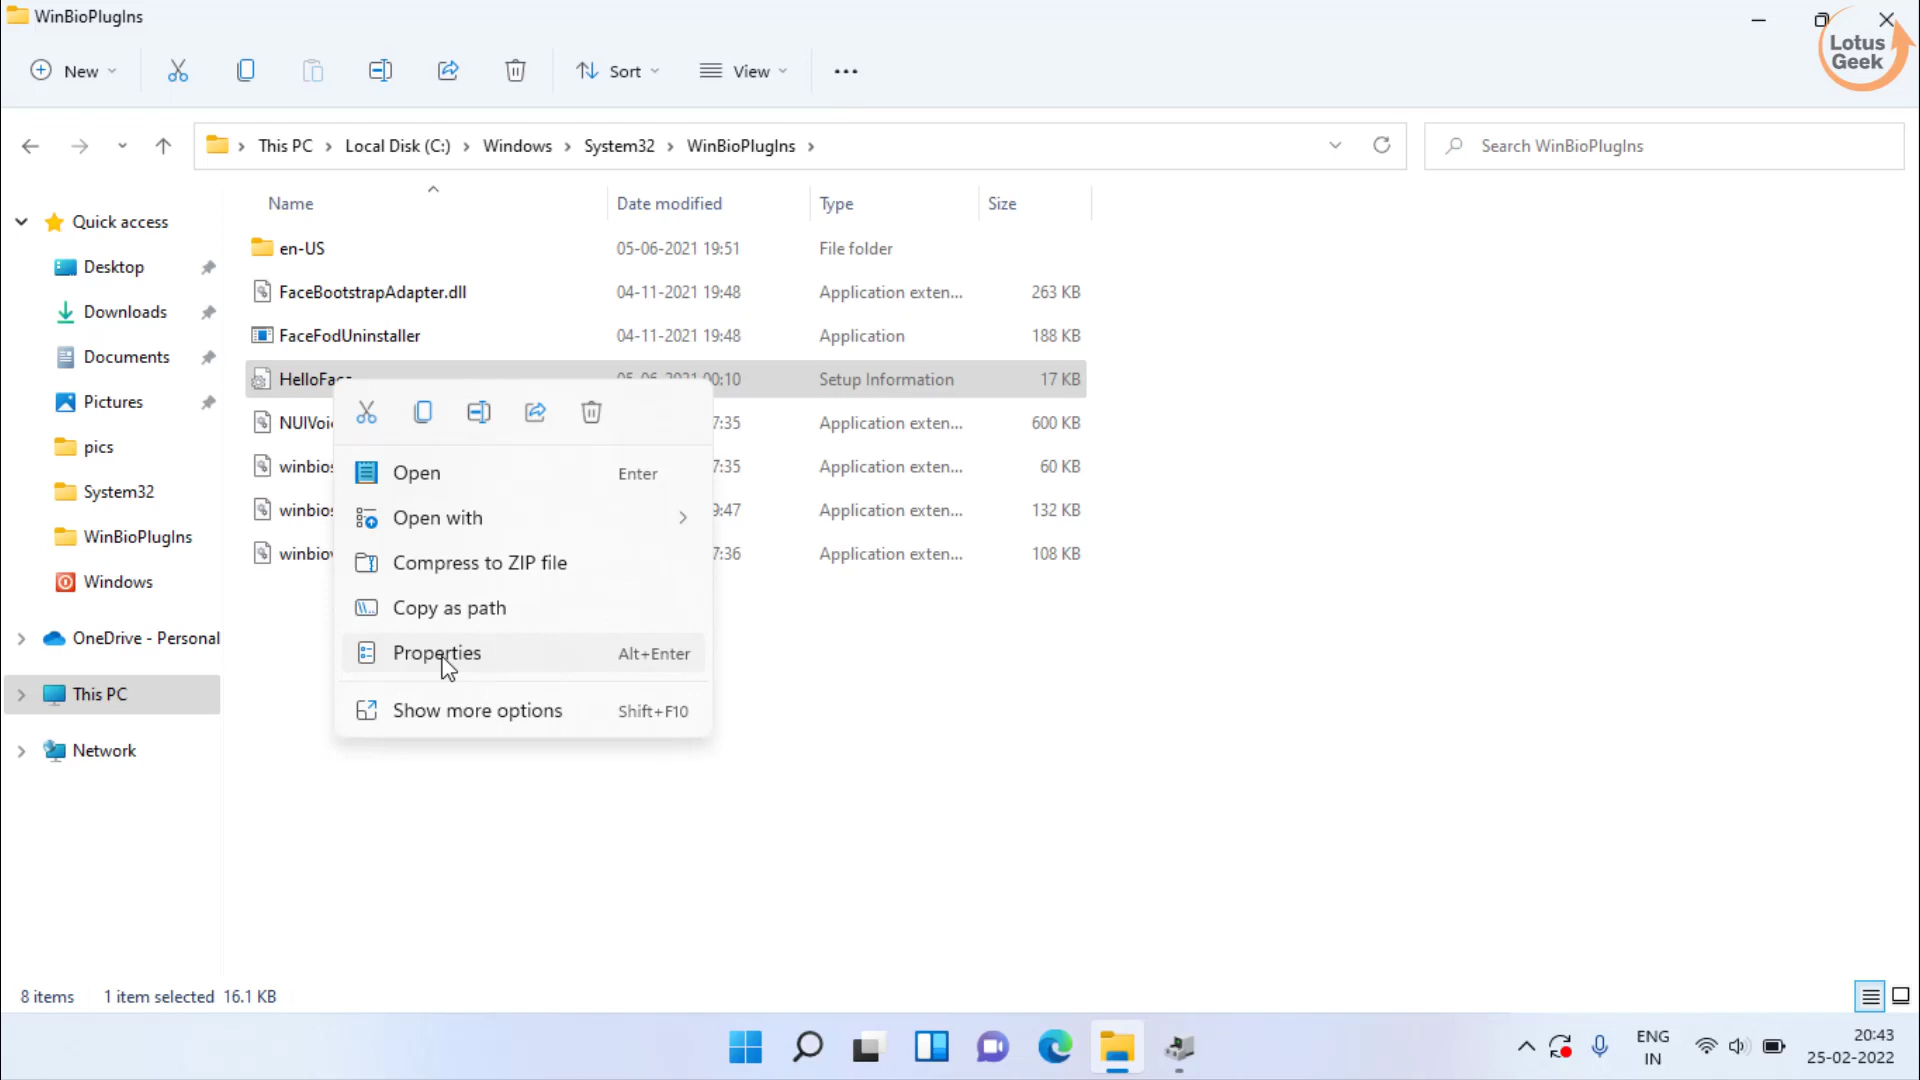 WinBioPlugIns
New
Sort
View
Lotus
Geek
This PC
Local Disk (C:)
Windows
System32
WinBioPlugIns
Search WinBioPlugIns
Name
Date modified
Type
Size
Quick access
Desktop
Downloads
Documents
Pictures
pics
System32
WinBioPlugIns
Windows
OneDrive - Personal
This PC
Network
en-US 05-06-2021 19:51 File folder
FaceBootstrapAdapter.dll 04-11-2021 19:48 Application exten... 263 KB
FaceFodUninstaller 04-11-2021 19:48 Application 188 KB
HelloFace 05-06-2021 00:10 Setup Information 17 KB
NUIVoi 7:35 Application exten... 600 KB
winbios 7:35 Application exten... 60 KB
winbios 9:47 Application exten... 132 KB
winbiov 7:36 Application exten... 108 KB
Open Enter
Open with
Compress to ZIP file
Copy as path
Properties Alt+Enter
Show more options Shift+F10
8 items 1 item selected 16.1 KB
ENG
IN
20:43
25-02-2022